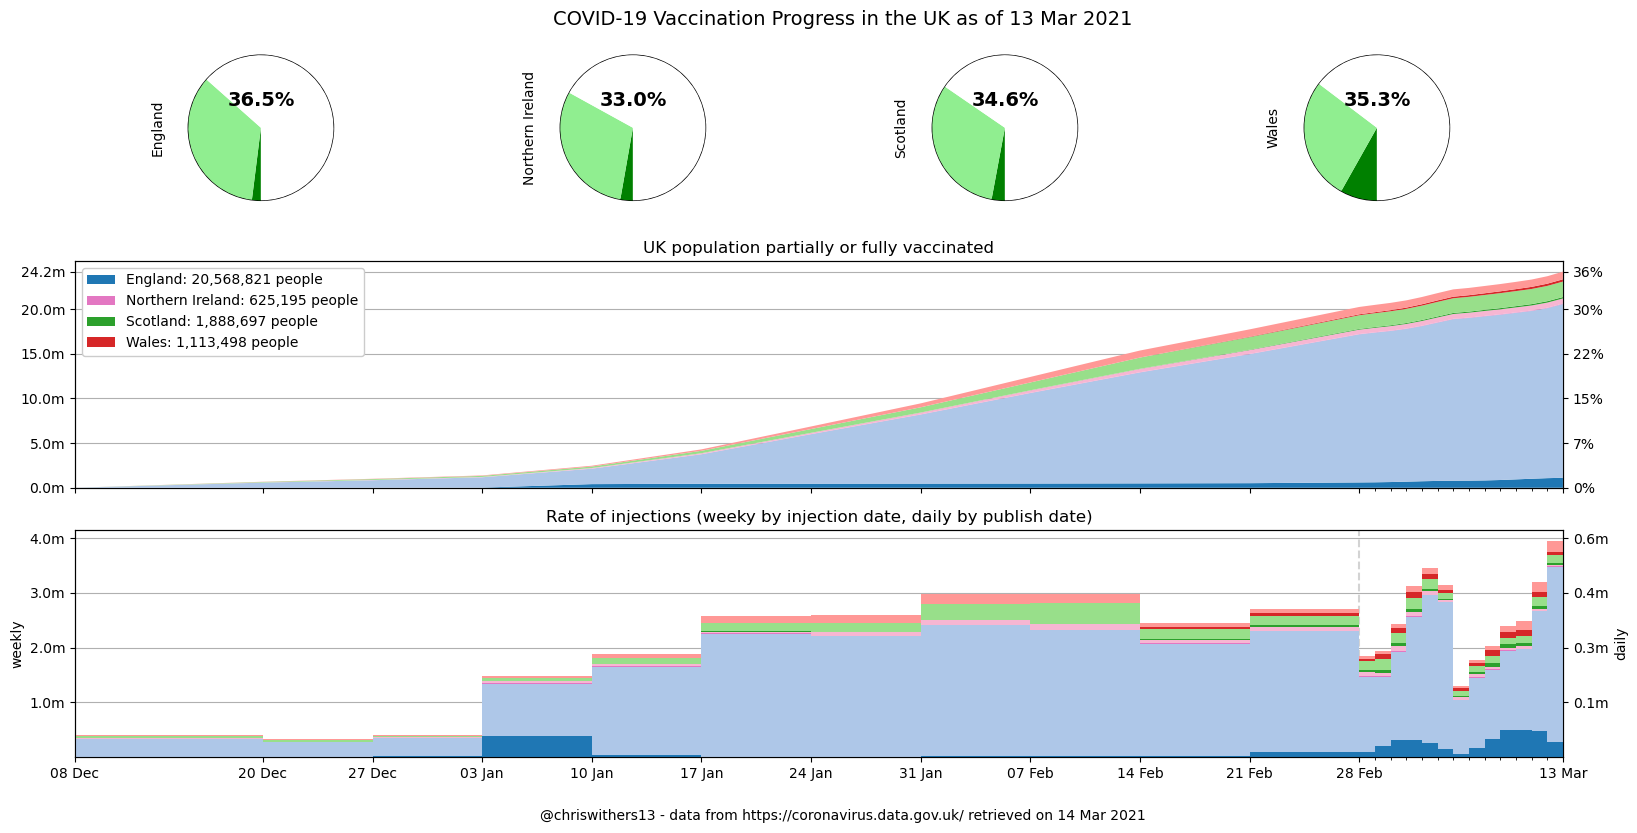 COVID-19 Vaccination Progress in the UK as of 13 Mar 2021
England
36.5%
Northern Ireland
33.0%
Scotland
34.6%
Wales
35.3%
UK population partially or fully vaccinated
24.2m
20.0m
15.0m
10.0m
5.0m
0.0m
England: 20,568,821 people
Northern Ireland: 625,195 people
Scotland: 1,888,697 people
Wales: 1,113,498 people
36%
30%
22%
15%
7%
0%
Rate of injections (weeky by injection date, daily by publish date)
weekly
4.0m
3.0m
2.0m
1.0m
0.6m
0.4m
0.3m
0.1m
daily
08 Dec
20 Dec
27 Dec
03 Jan
10 Jan
17 Jan
24 Jan
31 Jan
07 Feb
14 Feb
21 Feb
28 Feb
13 Mar
@chriswithers13 - data from https://coronavirus.data.gov.uk/ retrieved on 14 Mar 2021